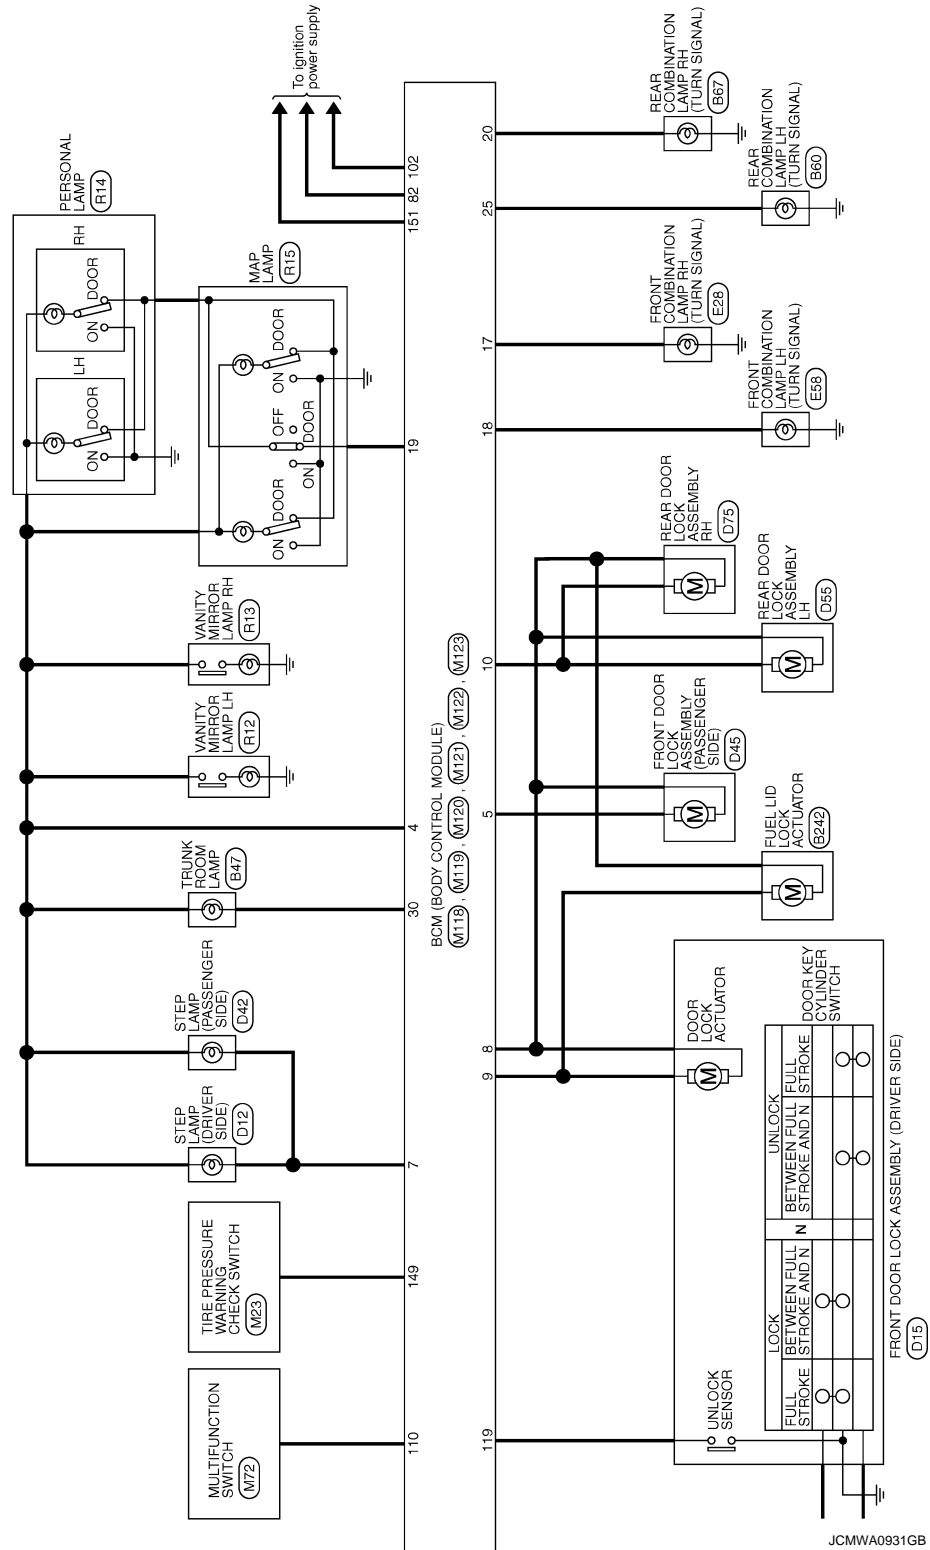 MULTIFUNCTION
SWITCH
M72
TIRE PRESSURE
WARNING
CHECK SWITCH
M23
STEP
LAMP
(DRIVER
SIDE)
D12
STEP
LAMP
(PASSENGER
SIDE)
D42
TRUNK
ROOM
LAMP
B47
VANITY
MIRROR
LAMP LH
R12
VANITY
MIRROR
LAMP RH
R13
PERSONAL
LAMP
R14
LH
ON
DOOR
RH
ON
DOOR
MAP
LAMP
R15
ON
DOOR
ON
OFF
DOOR
ON
DOOR
To ignition
power supply
110
149
7
30
4
19
151
82
102
BCM (BODY CONTROL MODULE)
M118 , M119 , M120 , M121 , M122 , M123
119
9
8
5
10
18
17
25
20
UNLOCK
SENSOR
DOOR
LOCK
ACTUATOR
M
DOOR KEY
CYLINDER
SWITCH
LOCK
N
UNLOCK
FULL
STROKE
BETWEEN FULL
STROKE AND N
BETWEEN FULL
STROKE AND N
FULL
STROKE
FRONT DOOR LOCK ASSEMBLY (DRIVER SIDE)
D15
FUEL LID
LOCK
ACTUATOR
B242
M
FRONT DOOR
LOCK
ASSEMBLY
(PASSENGER
SIDE)
D45
M
REAR DOOR
LOCK
ASSEMBLY
LH
D55
M
REAR DOOR
LOCK
ASSEMBLY
RH
D75
M
FRONT
COMBINATION
LAMP LH
(TURN SIGNAL)
E58
FRONT
COMBINATION
LAMP RH
(TURN SIGNAL)
E28
REAR
COMBINATION
LAMP LH
(TURN SIGNAL)
B60
REAR
COMBINATION
LAMP RH
(TURN SIGNAL)
B67
JCMWA0931GB